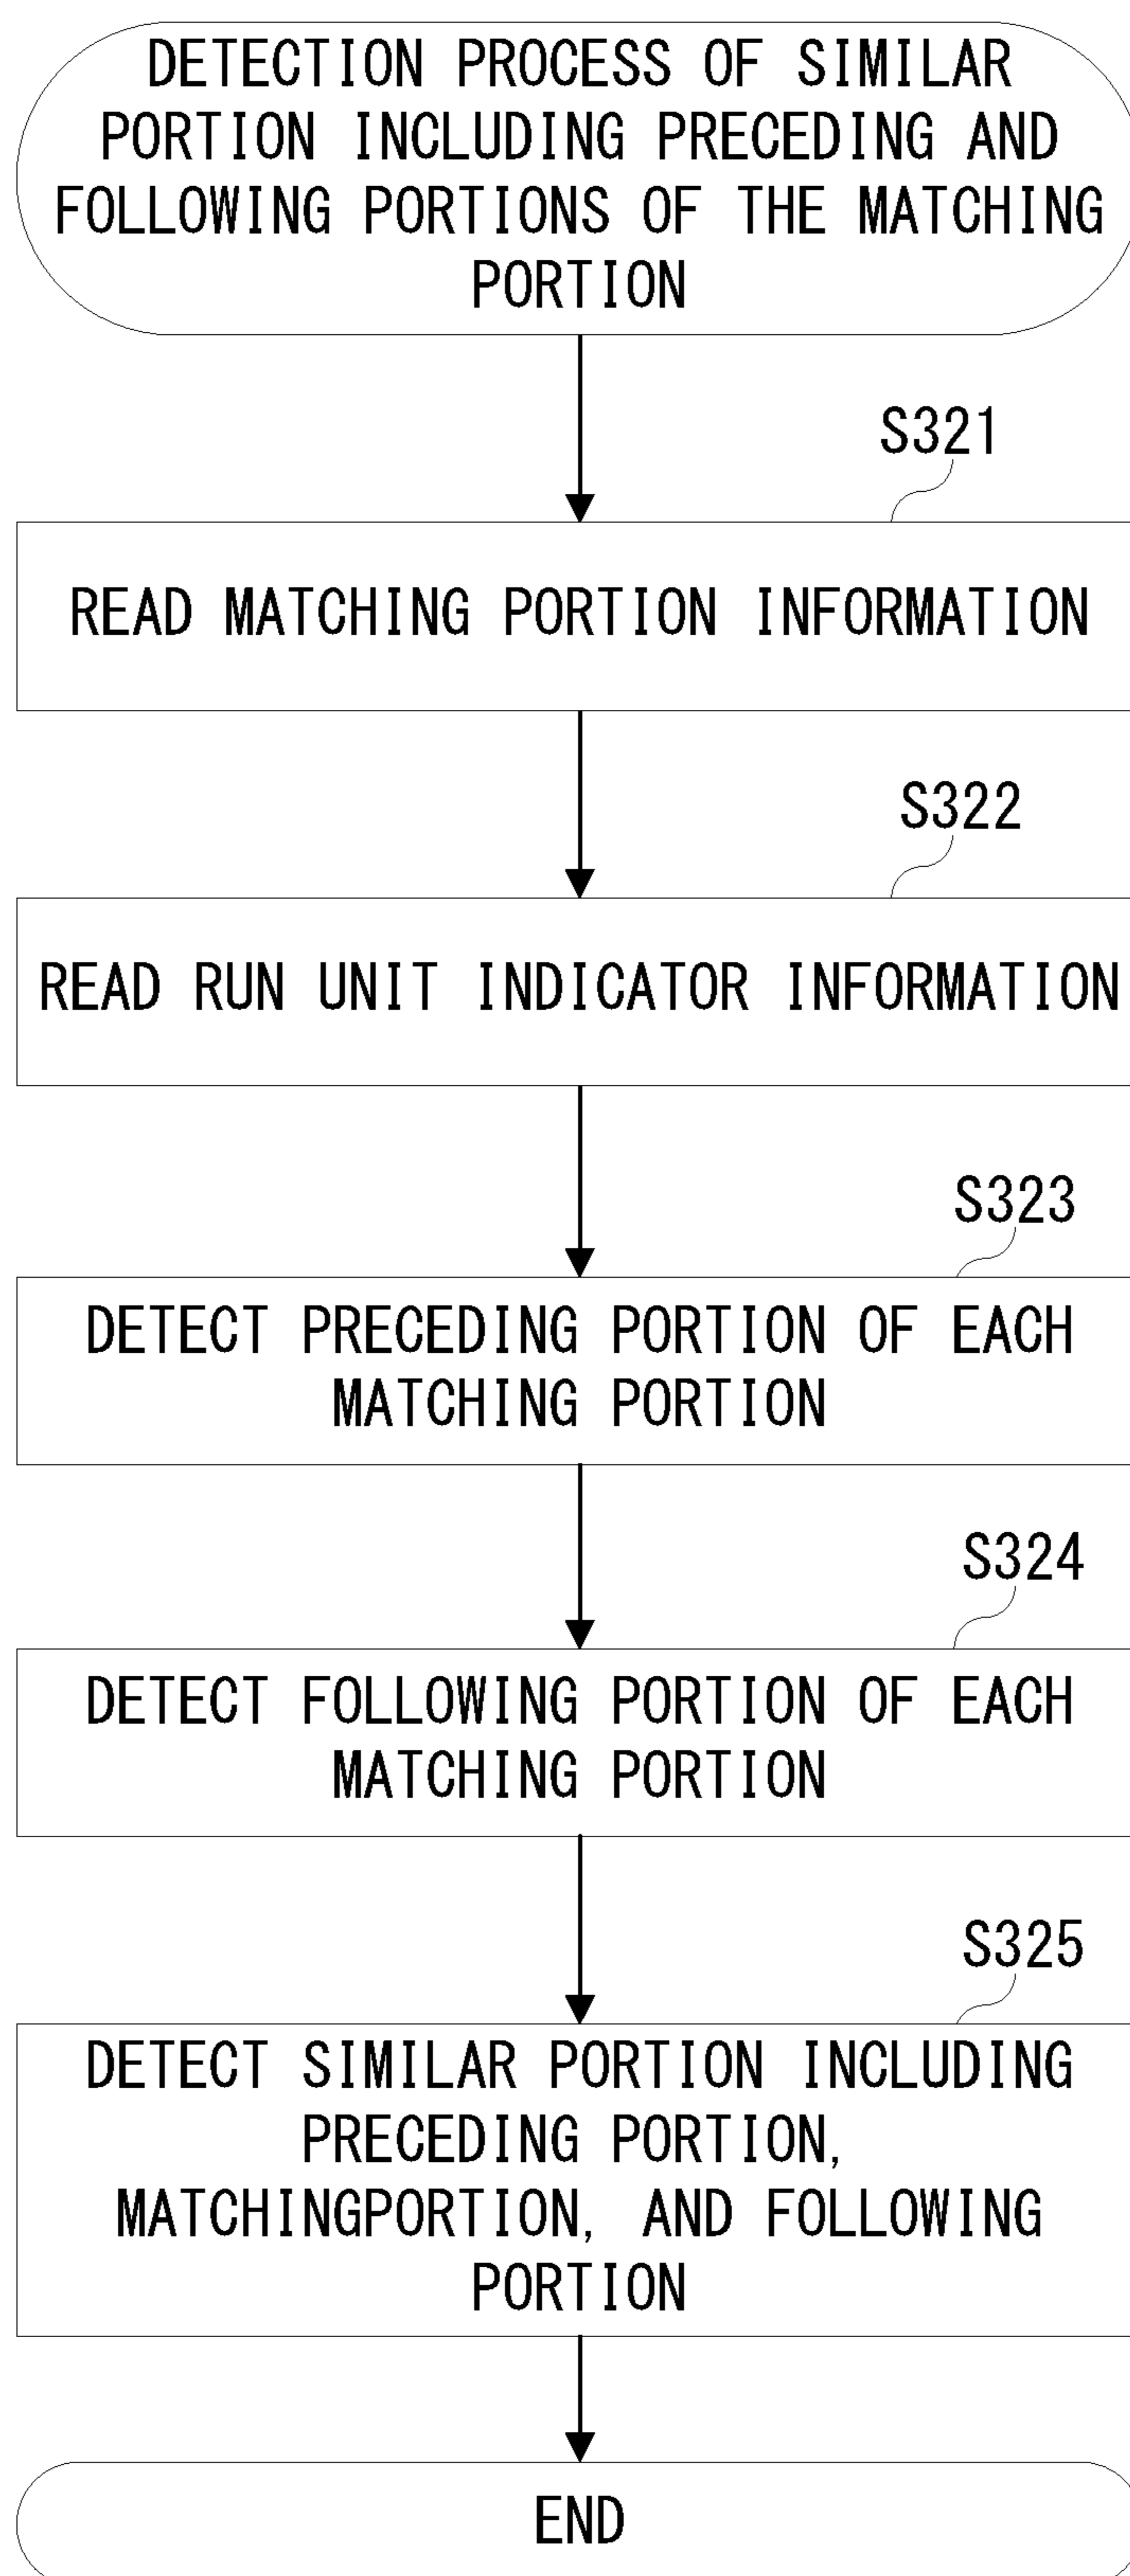 DETECTION PROCESS OF SIMILAR
PORTION INCLUDING PRECEDING AND
FOLLOWING PORTIONS OF THE MATCHING
PORTION
S321
READ MATCHING PORTION INFORMATION
S322
READ RUN UNIT INDICATOR INFORMATION
S323
DETECT PRECEDING PORTION OF EACH
MATCHING PORTION
S324
DETECT FOLLOWING PORTION OF EACH
MATCHING PORTION
S325
DETECT SIMILAR PORTION INCLUDING
PRECEDING PORTION,
MATCHINGPORTION, AND FOLLOWING
PORTION
END